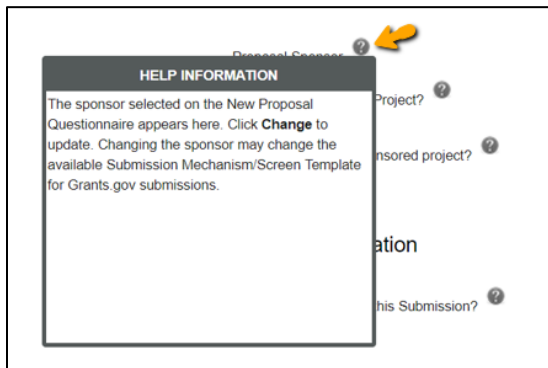 Proposal Sponsor
HELP INFORMATION
The sponsor selected on the New Proposal
Questionnaire appears here. Click Change to
update. Changing the sponsor may change the
available Submission Mechanism/Screen Template
for Grants.gov submissions.
Project?
nsored project?
ation
his Submission?